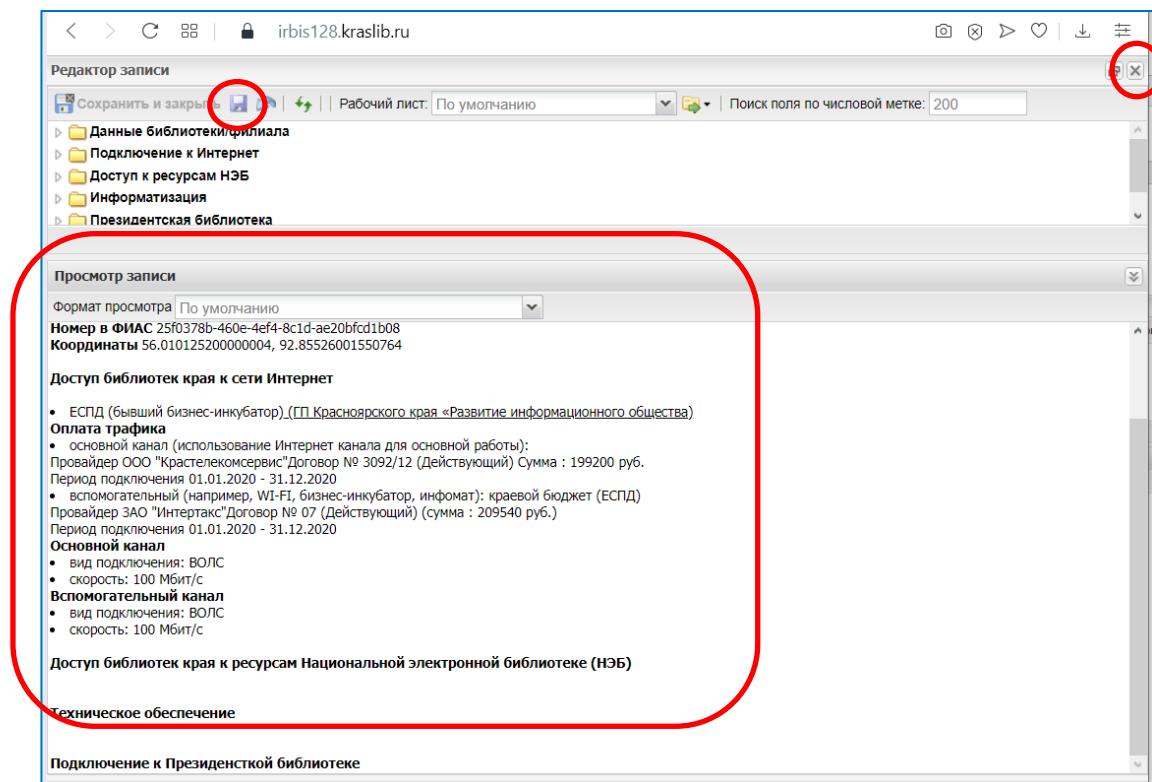 irbis128.kraslib.ru
Редактор записи
Сохранить и закрыть Рабочий лист: По умолчанию Поиск поля по числовой метке: 200
Данные библиотеки/филиала
Подключение к Интернет
Доступ к ресурсам НЭБ
Информатизация
Президентская библиотека
Просмотр записи
Формат просмотра По умолчанию
Номер в ФИАС 25f0378b-460e-4ef4-8c1d-ae20bfcd1b08
Координаты 56.010125200000004, 92.85526001550764
Доступ библиотек края к сети Интернет
• ЕСПД (бывший бизнес-инкубатор) (ГП Красноярского края «Развитие информационного общества)
Оплата трафика
• основной канал (использование Интернет канала для основной работы):
Провайдер ООО "Крастелекомсервис"Договор № 3092/12 (Действующий) Сумма : 199200 руб.
Период подключения 01.01.2020 - 31.12.2020
• вспомогательный (например, WI-FI, бизнес-инкубатор, инфомат): краевой бюджет (ЕСПД)
Провайдер ЗАО "Интертакс"Договор № 07 (Действующий) (сумма : 209540 руб.)
Период подключения 01.01.2020 - 31.12.2020
Основной канал
• вид подключения: ВОЛС
• скорость: 100 Мбит/с
Вспомогательный канал
• вид подключения: ВОЛС
• скорость: 100 Мбит/с
Доступ библиотек края к ресурсам Национальной электронной библиотеке (НЭБ)
Техническое обеспечение
Подключение к Президенсткой библиотеке